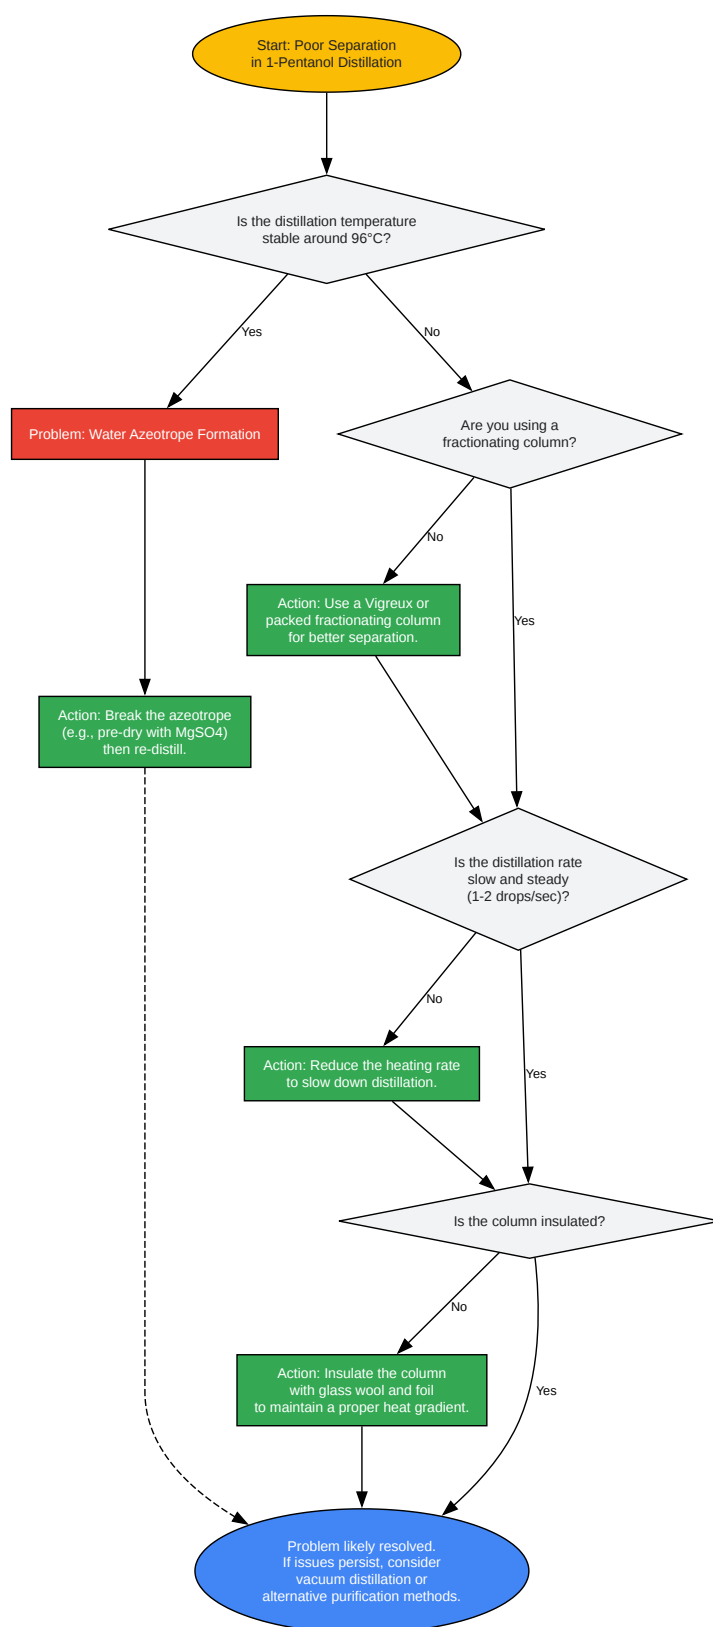 Start: Poor Separation
in 1-Pentanol Distillation
Is the distillation temperature
stable around 96°C?
Yes
No
Problem: Water Azeotrope Formation
Are you using a
fractionating column?
No
Action: Use a Vigreux or
packed fractionating column
for better separation.
Yes
Action: Break the azeotrope
(e.g., pre-dry with MgSO4)
then re-distill.
Is the distillation rate
slow and steady
(1-2 drops/sec)?
No
Action: Reduce the heating rate
to slow down distillation.
Yes
Is the column insulated?
No
Action: Insulate the column
with glass wool and foil
to maintain a proper heat gradient.
Yes
Problem likely resolved.
If issues persist, consider
vacuum distillation or
alternative purification methods.